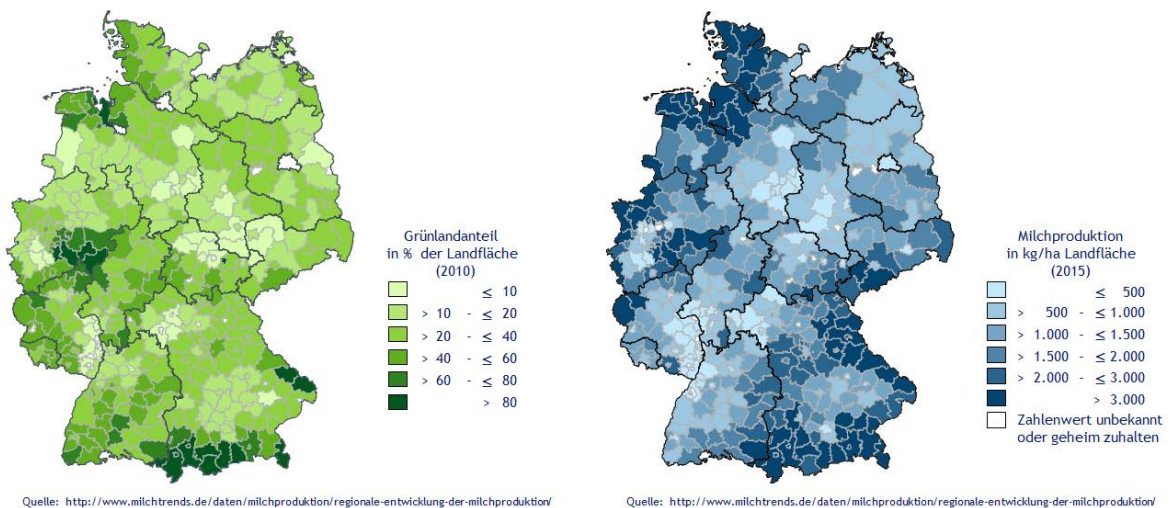 Grünlandanteil
in % der Landfläche
(2010)
≤ 10
> 10 - ≤ 20
> 20 - ≤ 40
> 40 - ≤ 60
> 60 - ≤ 80
> 80
Quelle: http://www.milchtrends.de/daten/milchproduktion/regionale-entwicklung-der-milchproduktion/
Milchproduktion
in kg/ha Landfläche
(2015)
≤ 500
> 500 - ≤ 1.000
> 1.000 - ≤ 1.500
> 1.500 - ≤ 2.000
> 2.000 - ≤ 3.000
> 3.000
Zahlenwert unbekannt
oder geheim zuhalten
Quelle: http://www.milchtrends.de/daten/milchproduktion/regionale-entwicklung-der-milchproduktion/